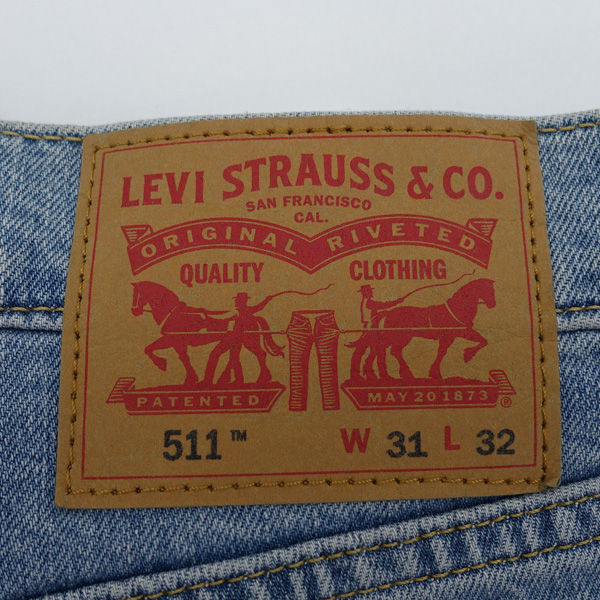 LEVI STRAUSS & CO.
SAN FRANCISCO
CAL.
ORIGINAL RIVETED
QUALITY CLOTHING
PATENTED MAY 20 1873 ®
511™ W 31 L 32